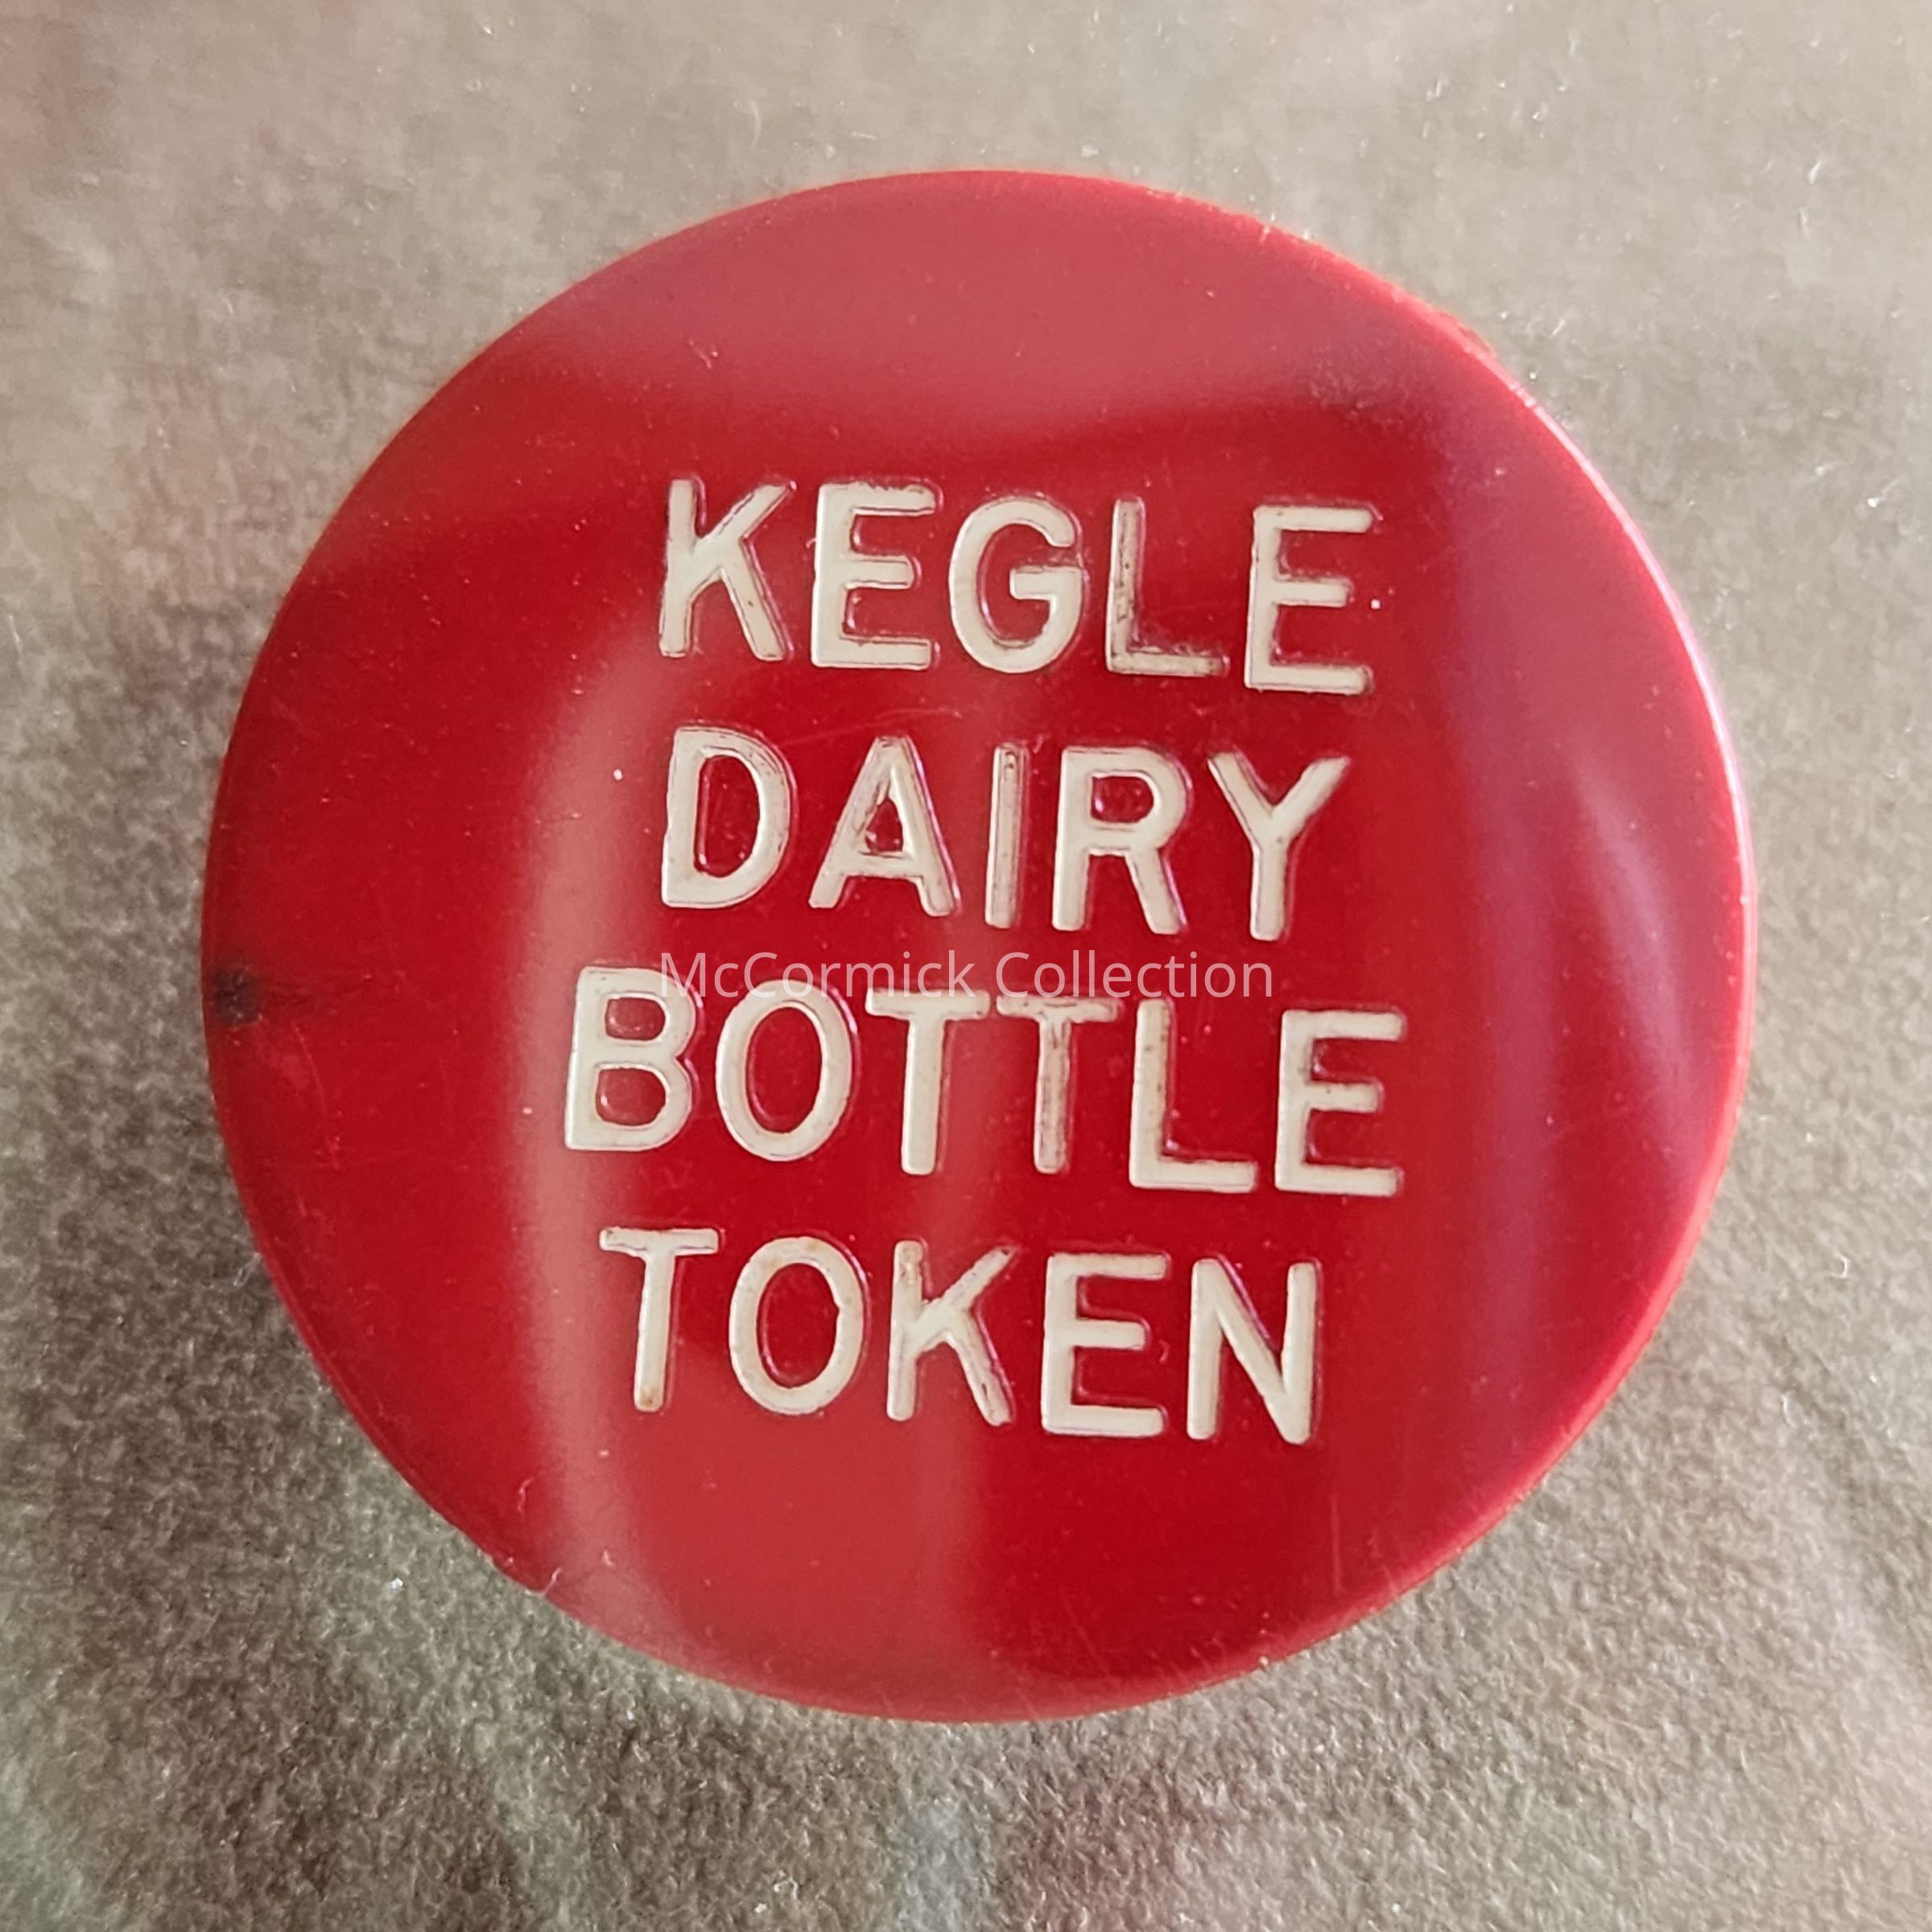 KEGLE
DAIRY
McCormick Collection
BOTTLE
TOKEN